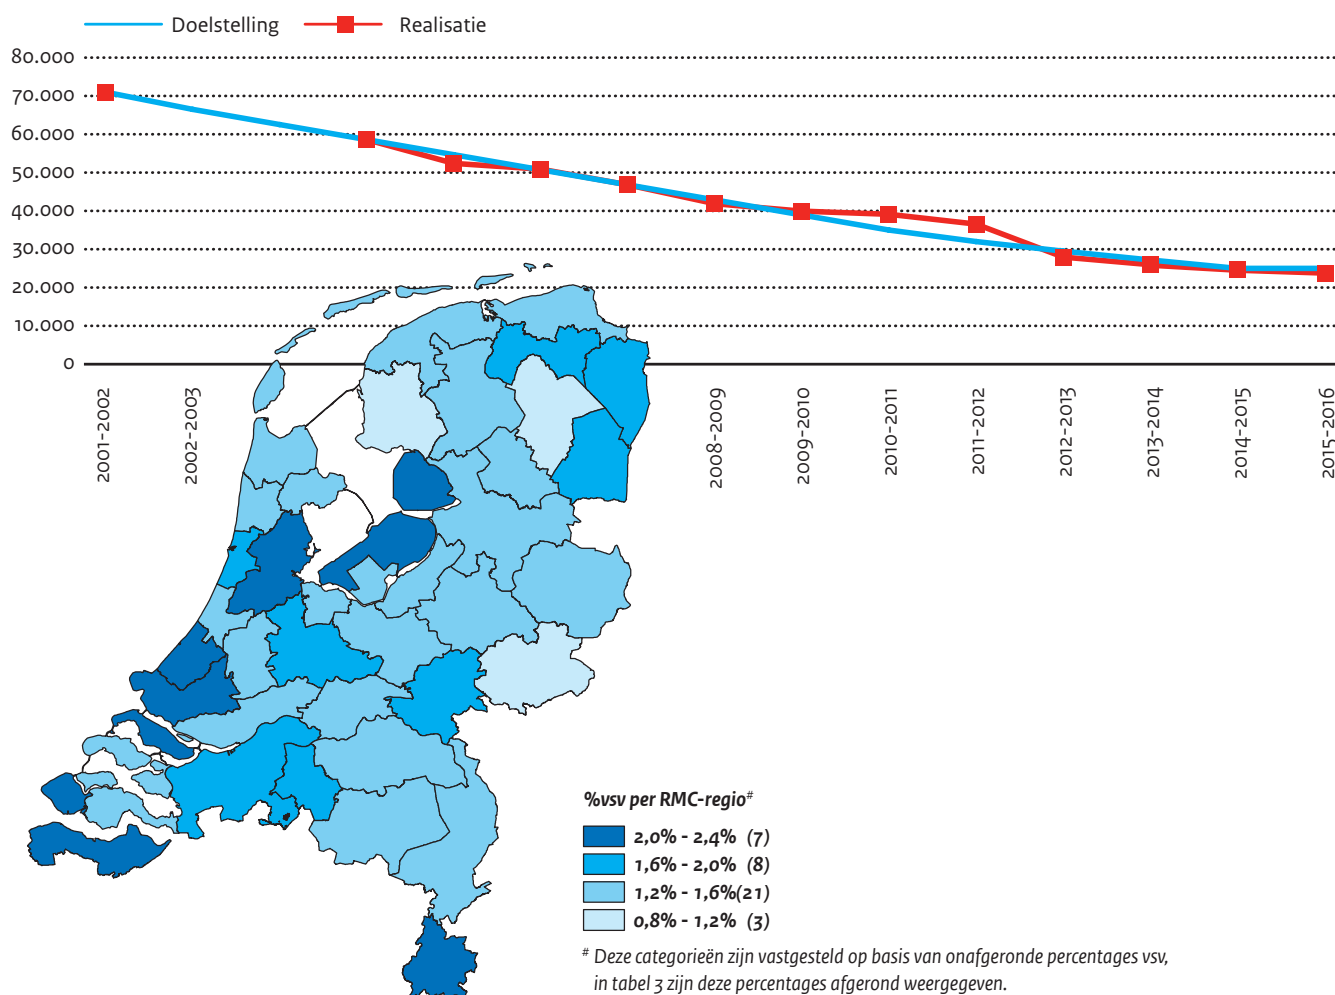 Doelstelling Realisatie
80.000
70.000
60.000
50.000
40.000
30.000
20.000
10.000
0
2001-2002
2002-2003
2008-2009
2009-2010
2010-2011
2011-2012
2012-2013
2013-2014
2014-2015
2015-2016
%vsv per RMC-regio#
2,0% - 2,4% (7)
1,6% - 2,0% (8)
1,2% - 1,6%(21)
0,8% - 1,2% (3)
# Deze categorieën zijn vastgesteld op basis van onafgeronde percentages vsv,
in tabel 3 zijn deze percentages afgerond weergegeven.